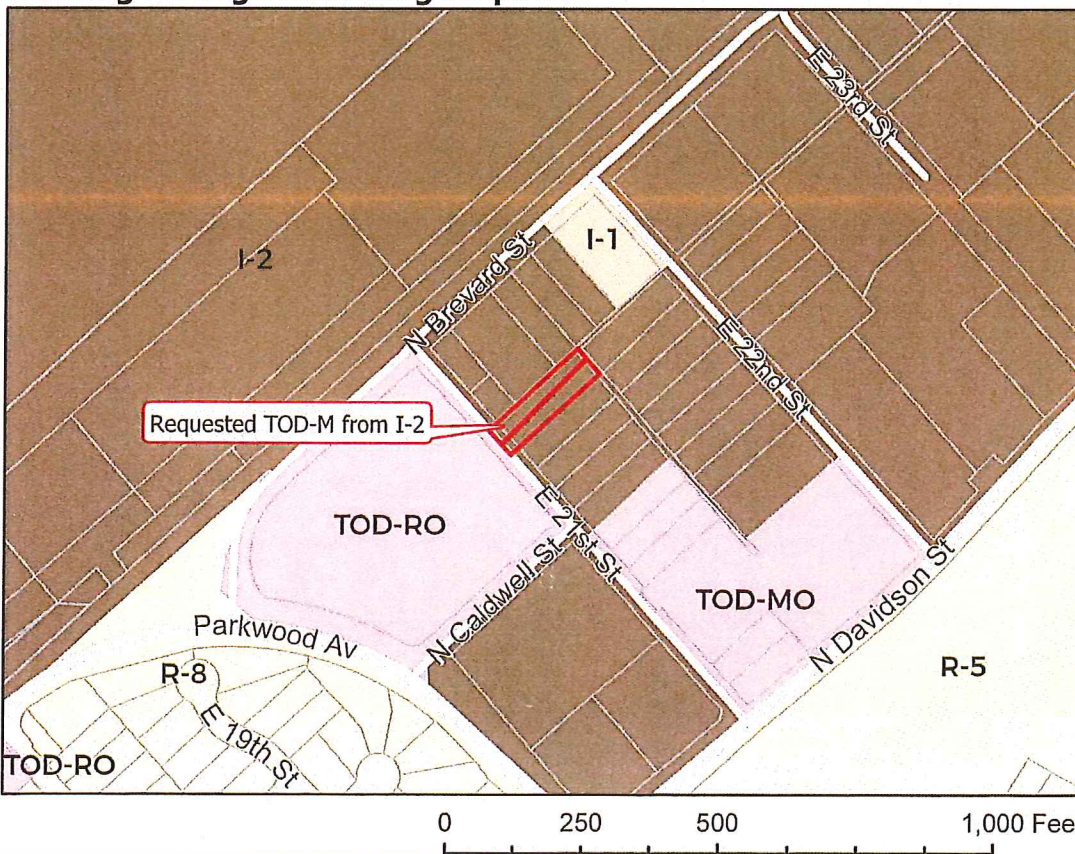 E 23rd St
I-1
I-2
N Brevard St
E 22nd St
Requested TOD-M from I-2
TOD-RO
E 21st St
N Caldwell St
TOD-MO
N Davidson St
Parkwood Av
R-8
R-5
E 19th St
TOD-RO
0 250 500 1,000 Fee